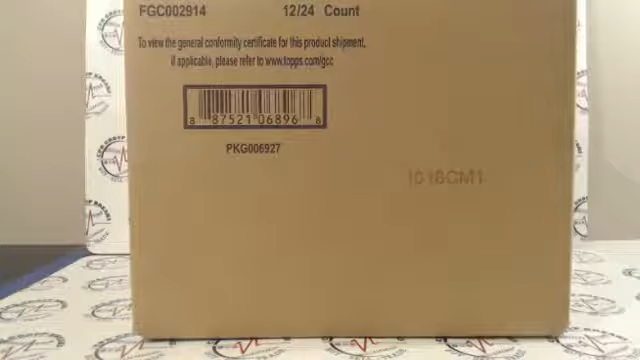 FGC002914 12/24 Count
To view the general conformity certificate for this product shipment,
if applicable, please refer to www.topps.com/gcc
8 87521 06896 8
PKG006927
1018GM1